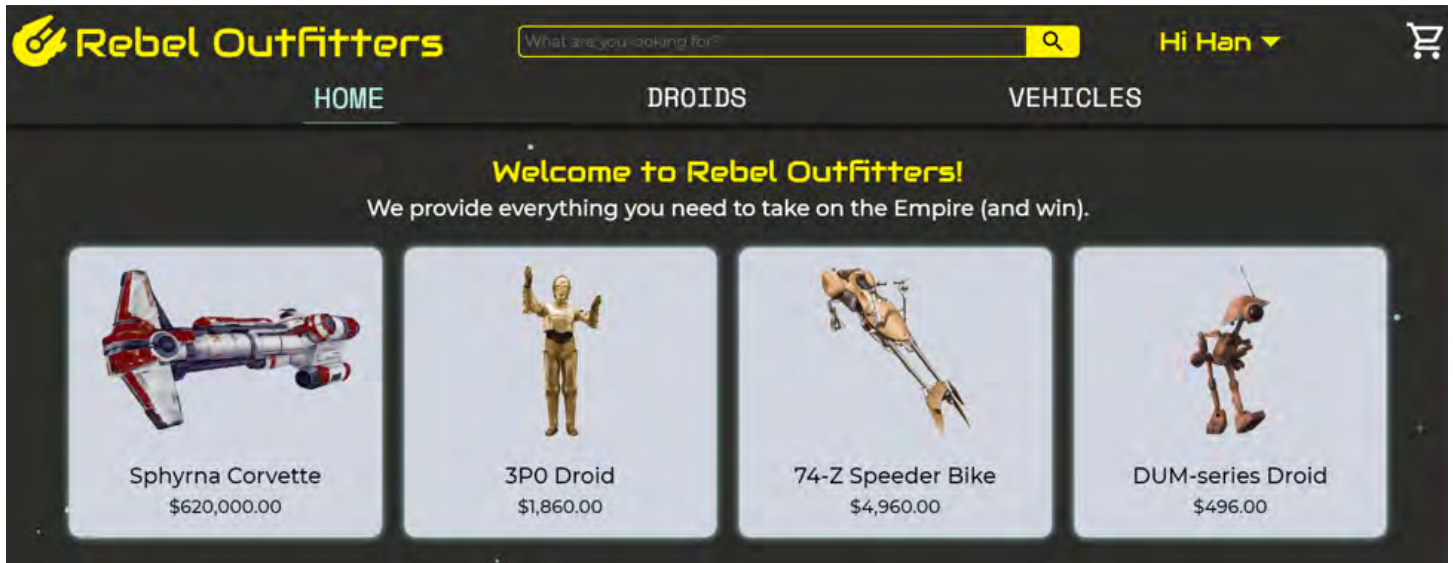 Rebel Outfitters
What are you looking for?
Hi Han
HOME
DROIDS
VEHICLES
Welcome to Rebel Outfitters!
We provide everything you need to take on the Empire (and win).
Sphyrna Corvette
$620,000.00
3P0 Droid
$1,860.00
74-Z Speeder Bike
$4,960.00
DUM-series Droid
$496.00